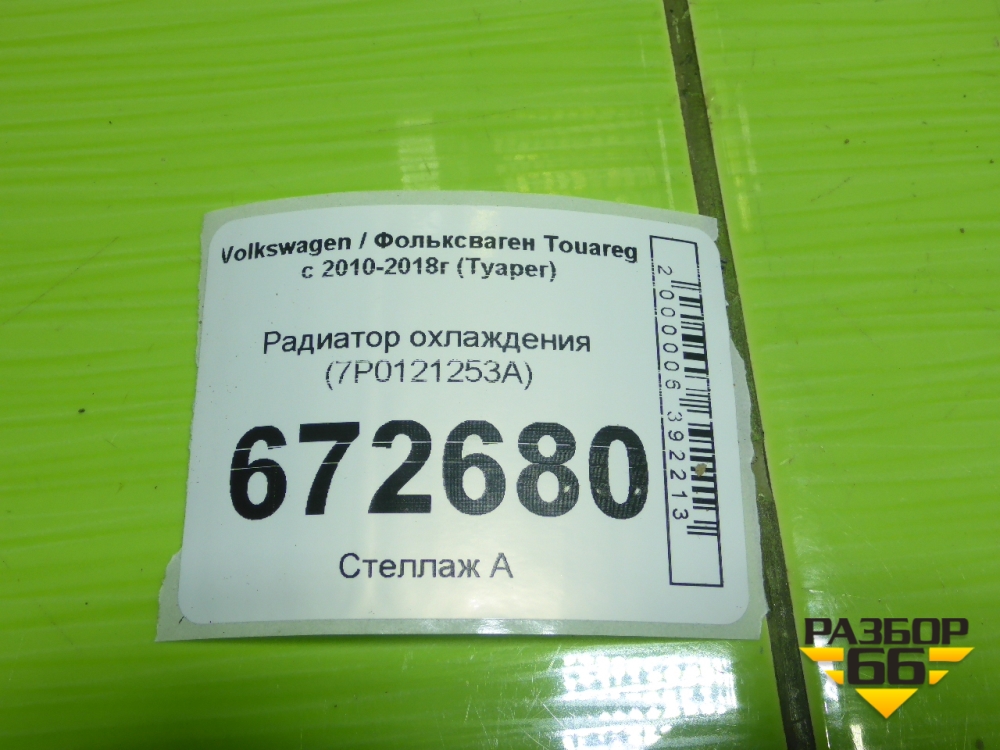 Volkswagen / Фольксваген Touareg
с 2010-2018г (Туарег)
Радиатор охлаждения
(7P0121253A)
672680
Стеллаж А
2000006392213
РАЗБОР
66